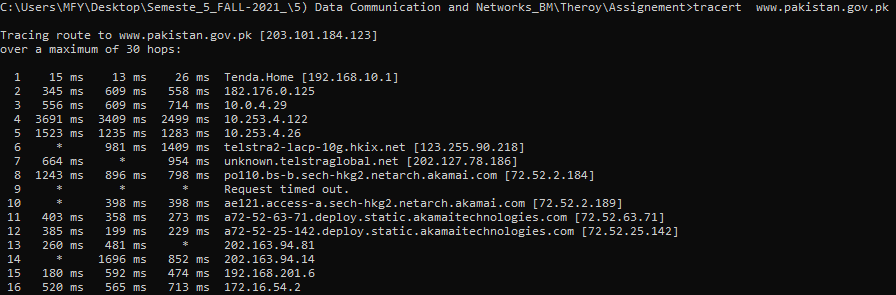 C:\Users\MFY\Desktop\Semeste_5_FALL-2021_\5) Data Communication and Networks_BM\Theroy\Assignement>tracert  www.pakistan.gov.pk
Tracing route to www.pakistan.gov.pk [203.101.184.123]
over a maximum of 30 hops:
  1    15 ms    13 ms    26 ms  Tenda.Home [192.168.10.1]
  2   345 ms   609 ms   558 ms  182.176.0.125
  3   556 ms   609 ms   714 ms  10.0.4.29
  4  3691 ms  3409 ms  2499 ms  10.253.4.122
  5  1523 ms  1235 ms  1283 ms  10.253.4.26
  6     *      981 ms  1409 ms  telstra2-lacp-10g.hkix.net [123.255.90.218]
  7   664 ms     *      954 ms  unknown.telstraglobal.net [202.127.78.186]
  8  1243 ms   896 ms   798 ms  po110.bs-b.sech-hkg2.netarch.akamai.com [72.52.2.184]
  9     *        *        *     Request timed out.
 10     *      398 ms   398 ms  ae121.access-a.sech-hkg2.netarch.akamai.com [72.52.2.189]
 11   403 ms   358 ms   273 ms  a72-52-63-71.deploy.static.akamaitechnologies.com [72.52.63.71]
 12   385 ms   199 ms   229 ms  a72-52-25-142.deploy.static.akamaitechnologies.com [72.52.25.142]
 13   260 ms   481 ms     *     202.163.94.81
 14     *     1696 ms   852 ms  202.163.94.14
 15   180 ms   592 ms   474 ms  192.168.201.6
 16   520 ms   565 ms   713 ms  172.16.54.2